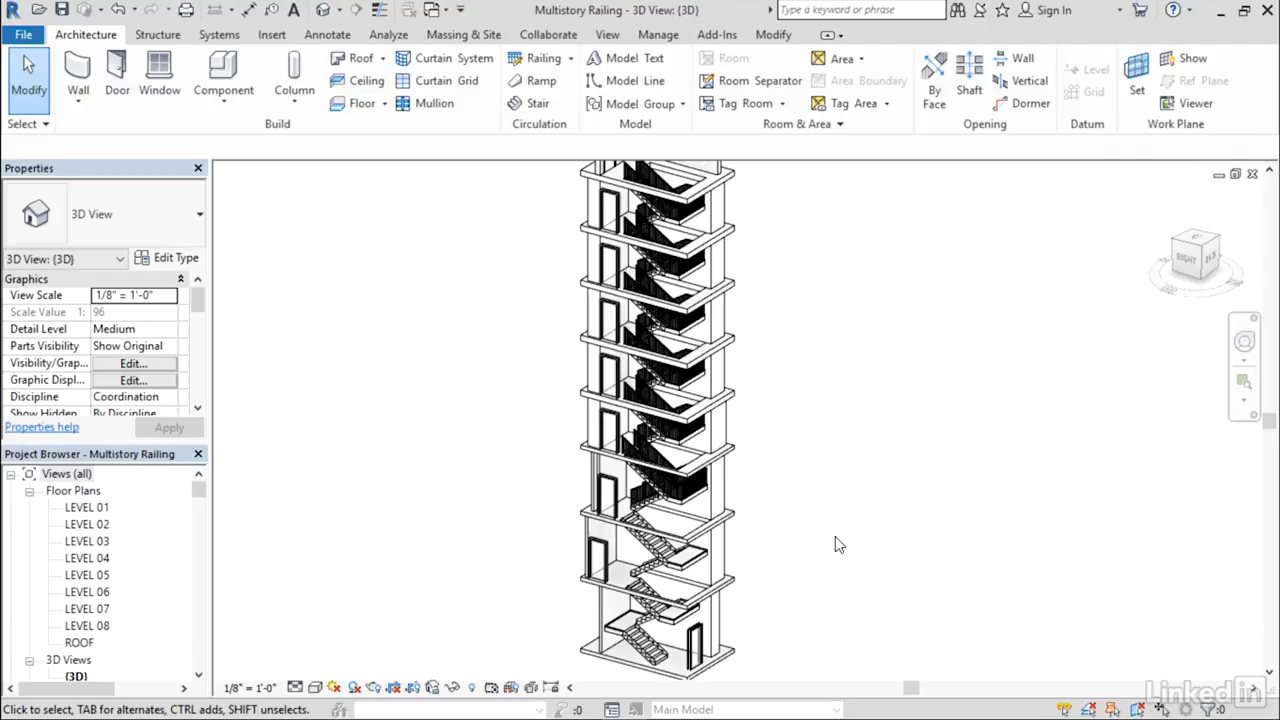 Multistory Railing - 3D View: {3D}
Type a keyword or phrase
Sign In
File Architecture Structure Systems Insert Annotate Analyze Massing & Site Collaborate View Manage Add-Ins Modify
Modify
Wall
Door
Window
Component
Column
Roof
Ceiling
Floor
Curtain System
Curtain Grid
Mullion
Railing
Ramp
Stair
Model Text
Model Line
Model Group
Room
Room Separator
Tag Room
Area
Area Boundary
Tag Area
By Face
Shaft
Wall
Vertical
Dormer
Level
Grid
Set
Show
Ref Plane
Viewer
Select
Build
Circulation
Model
Room & Area
Opening
Datum
Work Plane
Properties
3D View
3D View: {3D}
Edit Type
Graphics
View Scale 1/8" = 1'-0"
Scale Value 1: 96
Detail Level Medium
Parts Visibility Show Original
Visibility/Grap... Edit...
Graphic Displ... Edit...
Discipline Coordination
Show Hidden By Discipline
Properties help
Apply
Project Browser - Multistory Railing
Views (all)
Floor Plans
LEVEL 01
LEVEL 02
LEVEL 03
LEVEL 04
LEVEL 05
LEVEL 06
LEVEL 07
LEVEL 08
ROOF
3D Views
{3D}
RIGHT
1/8" = 1'-0"
Click to select, TAB for alternates, CTRL adds, SHIFT unselects.
:0
Main Model
:0
Linked in